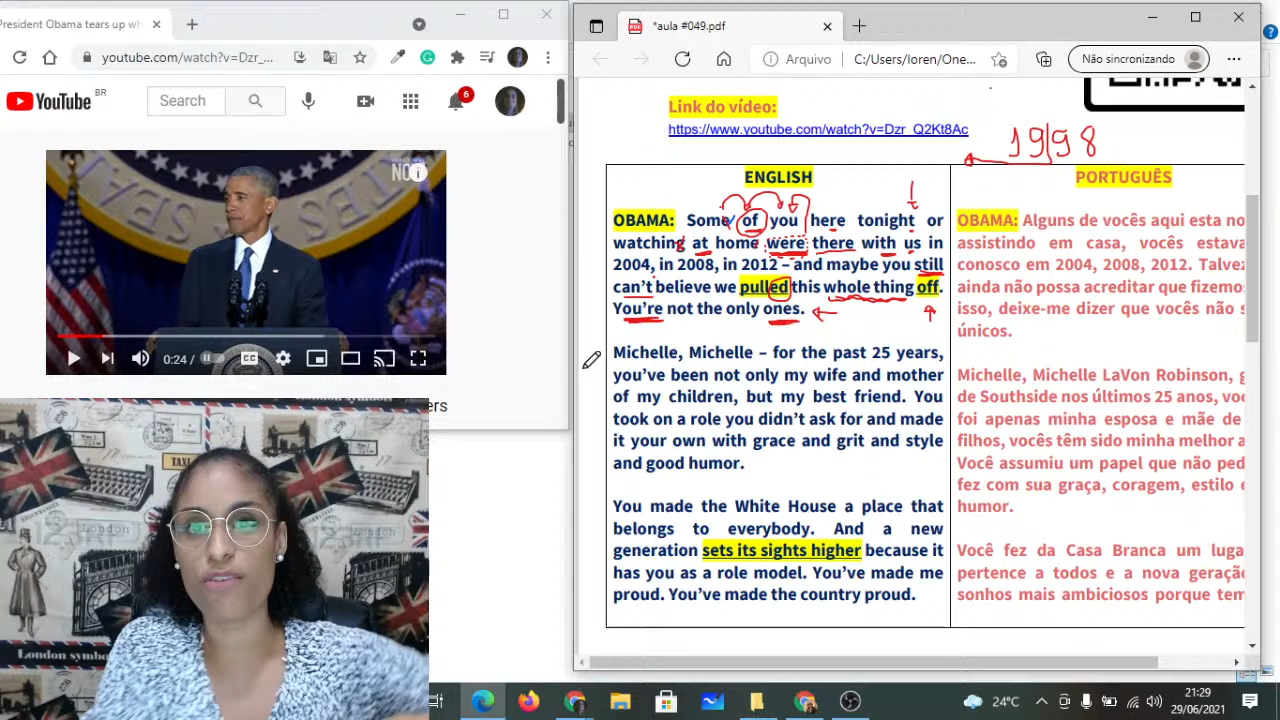 President Obama tears up wh
youtube.com/watch?v=Dzr_...
YouTube BR
Search
6
i
0:24
CC
ers
TAXI
London
London symbo
*aula #049.pdf
Arquivo
C:/Users/loren/One...
Não sincronizando
Link do vídeo:
https://www.youtube.com/watch?v=Dzr_Q2Kt8Ac
1998
ENGLISH
OBAMA: Some of you here tonight or
watching at home were there with us in
2004, in 2008, in 2012 – and maybe you still
can't believe we pulled this whole thing off.
You're not the only ones.
Michelle, Michelle – for the past 25 years,
you've been not only my wife and mother
of my children, but my best friend. You
took on a role you didn't ask for and made
it your own with grace and grit and style
and good humor.
You made the White House a place that
belongs to everybody. And a new
generation sets its sights higher because it
has you as a role model. You've made me
proud. You've made the country proud.
PORTUGUÊS
OBAMA: Alguns de vocês aqui esta no
assistindo em casa, vocês estava
conosco em 2004, 2008, 2012. Talvez
ainda não possa acreditar que fizemo
isso, deixe-me dizer que vocês não s
únicos.
Michelle, Michelle LaVon Robinson, g
de Southside nos últimos 25 anos, voc
foi apenas minha esposa e mãe de
filhos, vocês têm sido minha melhor a
Você assumiu um papel que não ped
fez com sua graça, coragem, estilo e
humor.
Você fez da Casa Branca um luga
pertence a todos e a nova geração
sonhos mais ambiciosos porque tem
24°C
21:29
29/06/2021